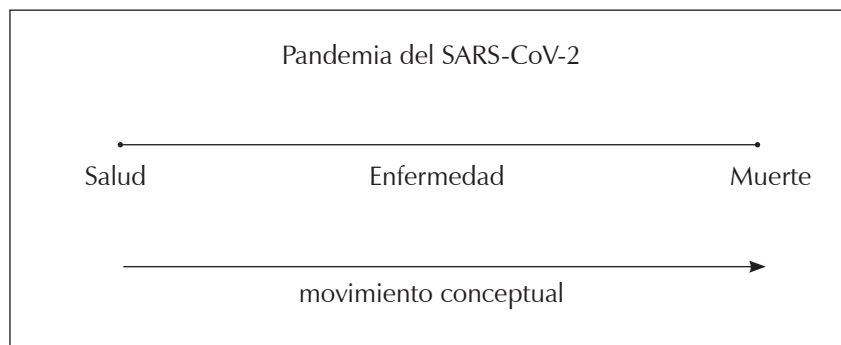 Pandemia del SARS-CoV-2
Salud Enfermedad Muerte
movimiento conceptual